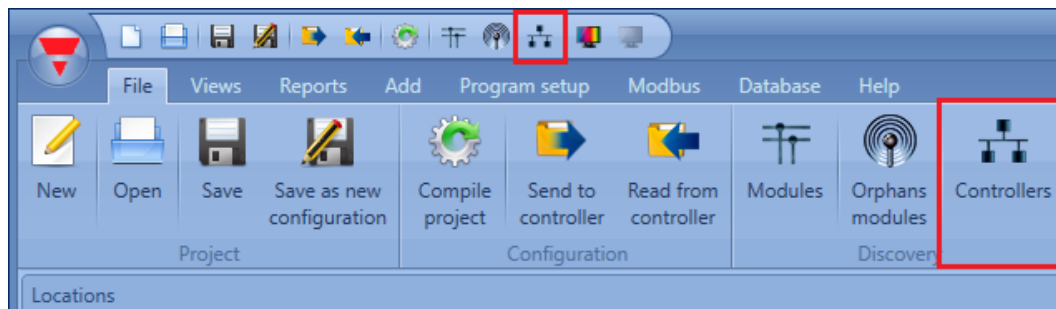 File Views Reports Add Program setup Modbus Database Help
New Open Save Save as new configuration Compile project Send to controller Read from controller Modules Orphans modules Controllers
Project Configuration Discovery
Locations